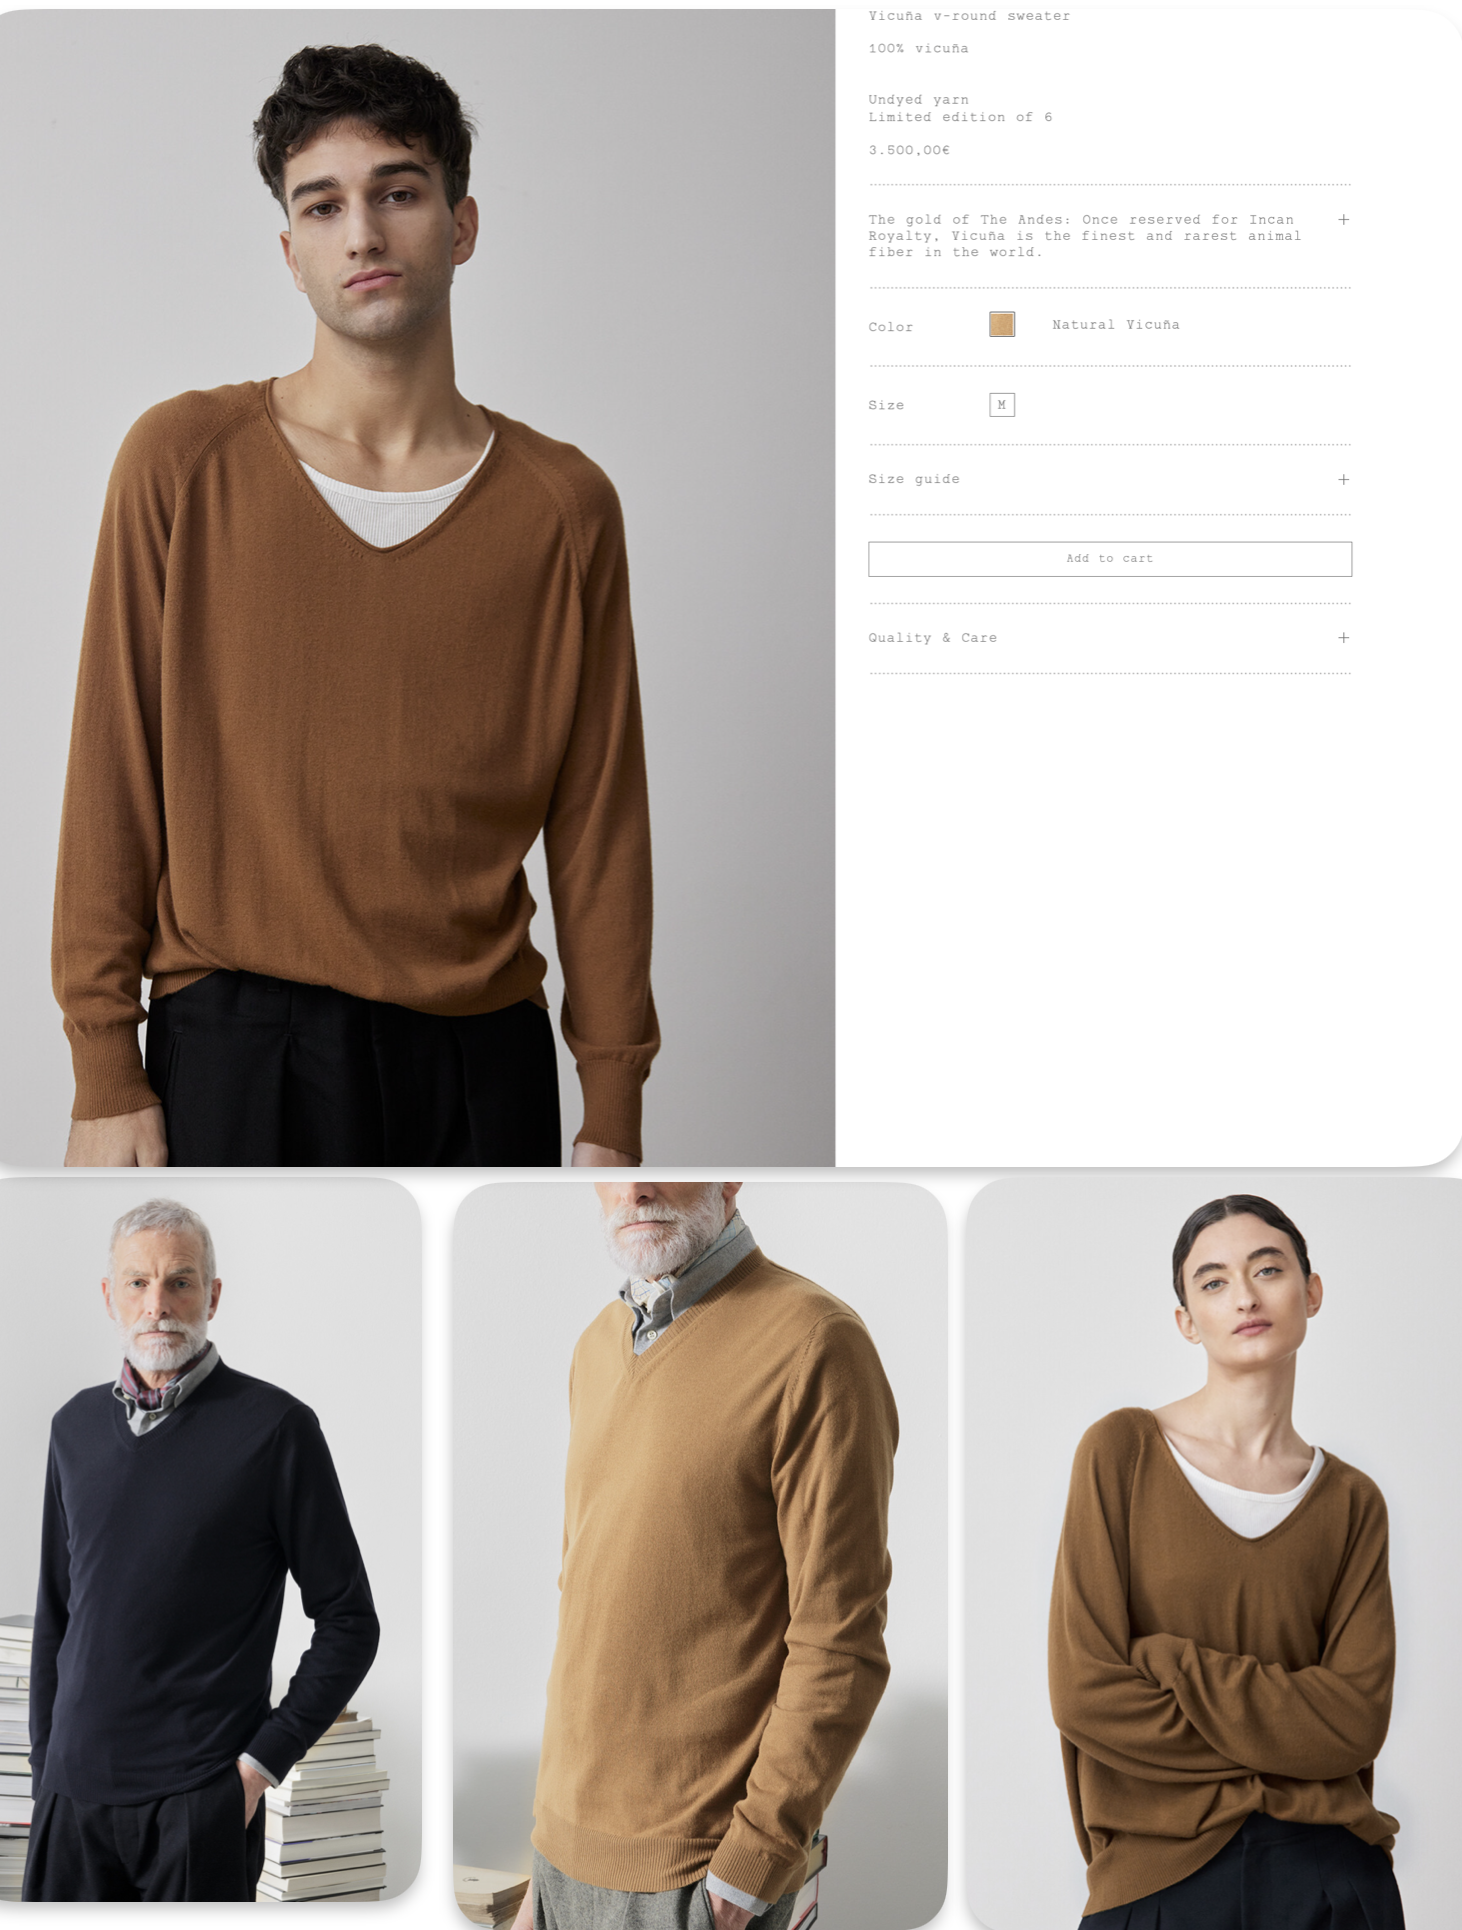 Vicuña v-round sweater
100% vicuña
Undyed yarn
Limited edition of 6
3.500,00€
The gold of The Andes: Once reserved for Incan
Royalty, Vicuña is the finest and rarest animal
fiber in the world.
Color
Natural Vicuña
Size
M
Size guide
Add to cart
Quality & Care